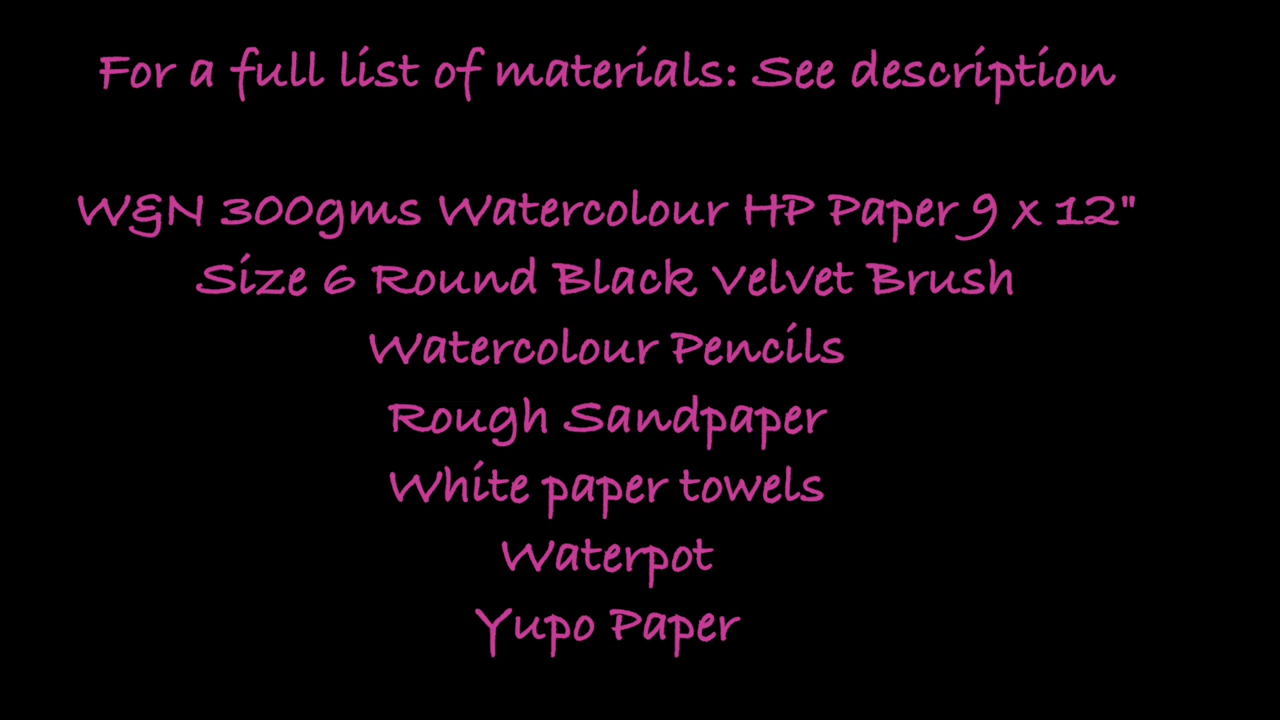 For a full list of materials: See description
W&N 300gms Watercolour HP Paper 9 x 12"
Size 6 Round Black Velvet Brush
Watercolour Pencils
Rough Sandpaper
White paper towels
Waterpot
Yupo Paper